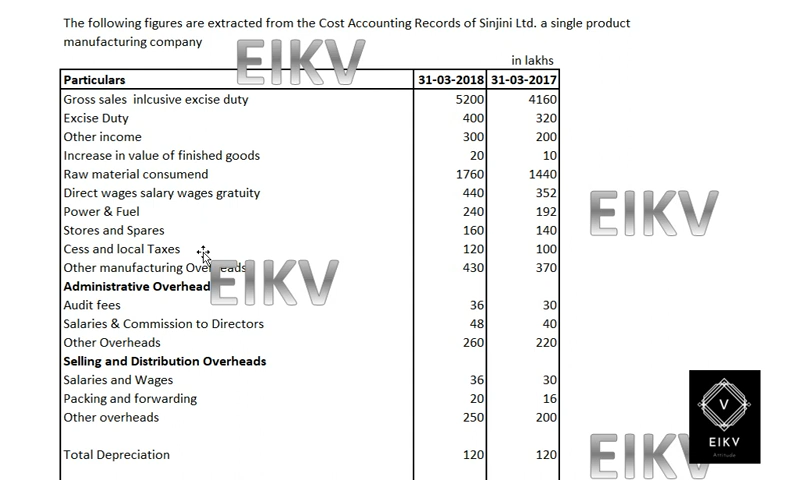 The following figures are extracted from the Cost Accounting Records of Sinjini Ltd. a single product
manufacturing company
in lakhs
Particulars 31-03-2018 31-03-2017
Gross sales inlcusive excise duty 5200 4160
Excise Duty 400 320
Other income 300 200
Increase in value of finished goods 20 10
Raw material consumend 1760 1440
Direct wages salary wages gratuity 440 352
Power & Fuel 240 192
Stores and Spares 160 140
Cess and local Taxes 120 100
Other manufacturing Overheads 430 370
Administrative Overhead
Audit fees 36 30
Salaries & Commission to Directors 48 40
Other Overheads 260 220
Selling and Distribution Overheads
Salaries and Wages 36 30
Packing and forwarding 20 16
Other overheads 250 200
Total Depreciation 120 120
EIKV
EIKV
EIKV
EIKV
V
EIKV
Attitude